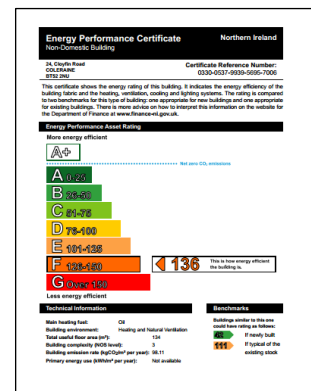 Energy Performance Certificate
Northern Ireland
Non-Domestic Building
24, Cloyfin Road
COLERAINE
BT52 2NU
Certificate Reference Number:
0330-0537-9939-5695-7006
This certificate shows the energy rating of this building. It indicates the energy efficiency of the
building fabric and the heating, ventilation, cooling and lighting systems. The rating is compared
to two benchmarks for this type of building: one appropriate for new buildings and one appropriate
for existing buildings. There is more advice on how to interpret this information on the website for
the Department of Finance at www.finance-ni.gov.uk.
Energy Performance Asset Rating
More energy efficient
A+
Net zero CO₂ emissions
A 0-25
B 26-50
C 51-75
D 76-100
E 101-125
F 126-150
136
This is how energy efficient
the building is.
G Over 150
Less energy efficient
Technical Information
Main heating fuel: Oil
Building environment: Heating and Natural Ventilation
Total useful floor area (m²): 134
Building complexity (NOS level): 3
Building emission rate (kgCO₂/m² per year): 98.11
Primary energy use (kWh/m² per year): Not available
Benchmarks
Buildings similar to this one
could have rating as follows:
If newly built
111 If typical of the
existing stock